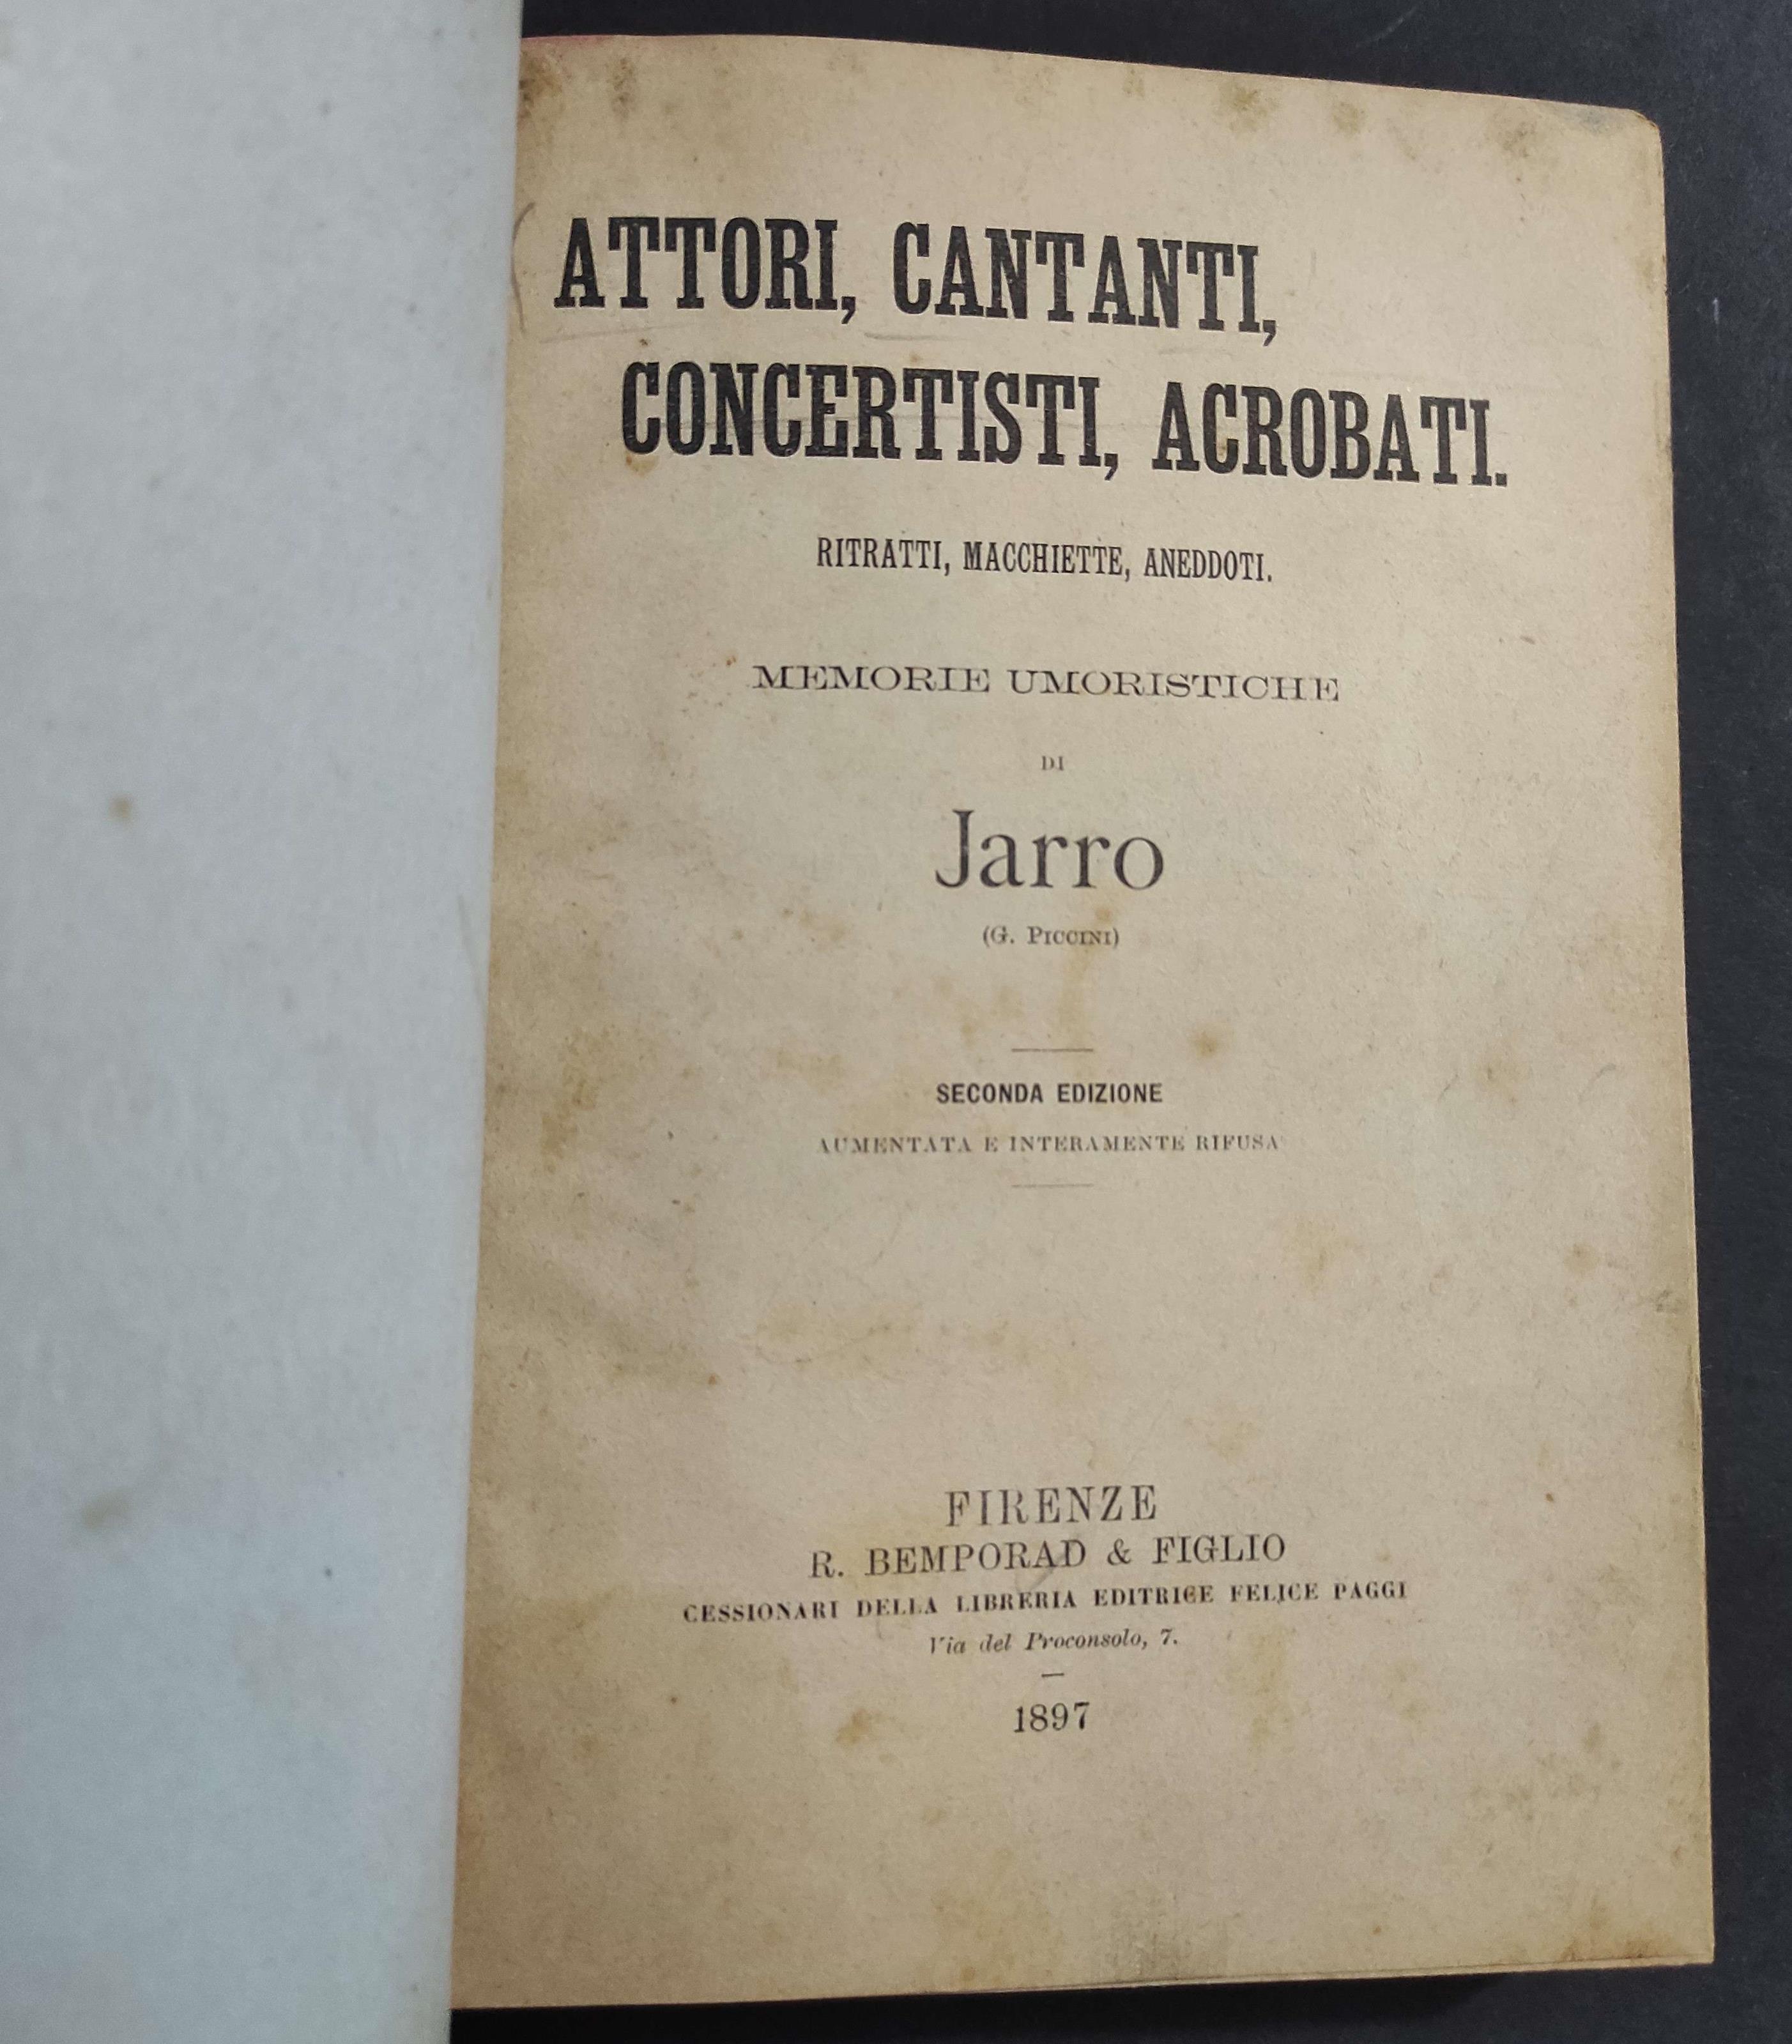 ATTORI, CANTANTI,
CONCERTISTI, ACROBATI.
RITRATTI, MACCHIETTE, ANEDDOTI.
MEMORIE UMORISTICHE
DI
Jarro
(G. PICCINI)
SECONDA EDIZIONE
AUMENTATA E INTERAMENTE RIFUSA
FIRENZE
R. BEMPORAD & FIGLIO
CESSIONARI DELLA LIBRERIA EDITRICE FELICE PAGGI
Via del Proconsolo, 7.
1897